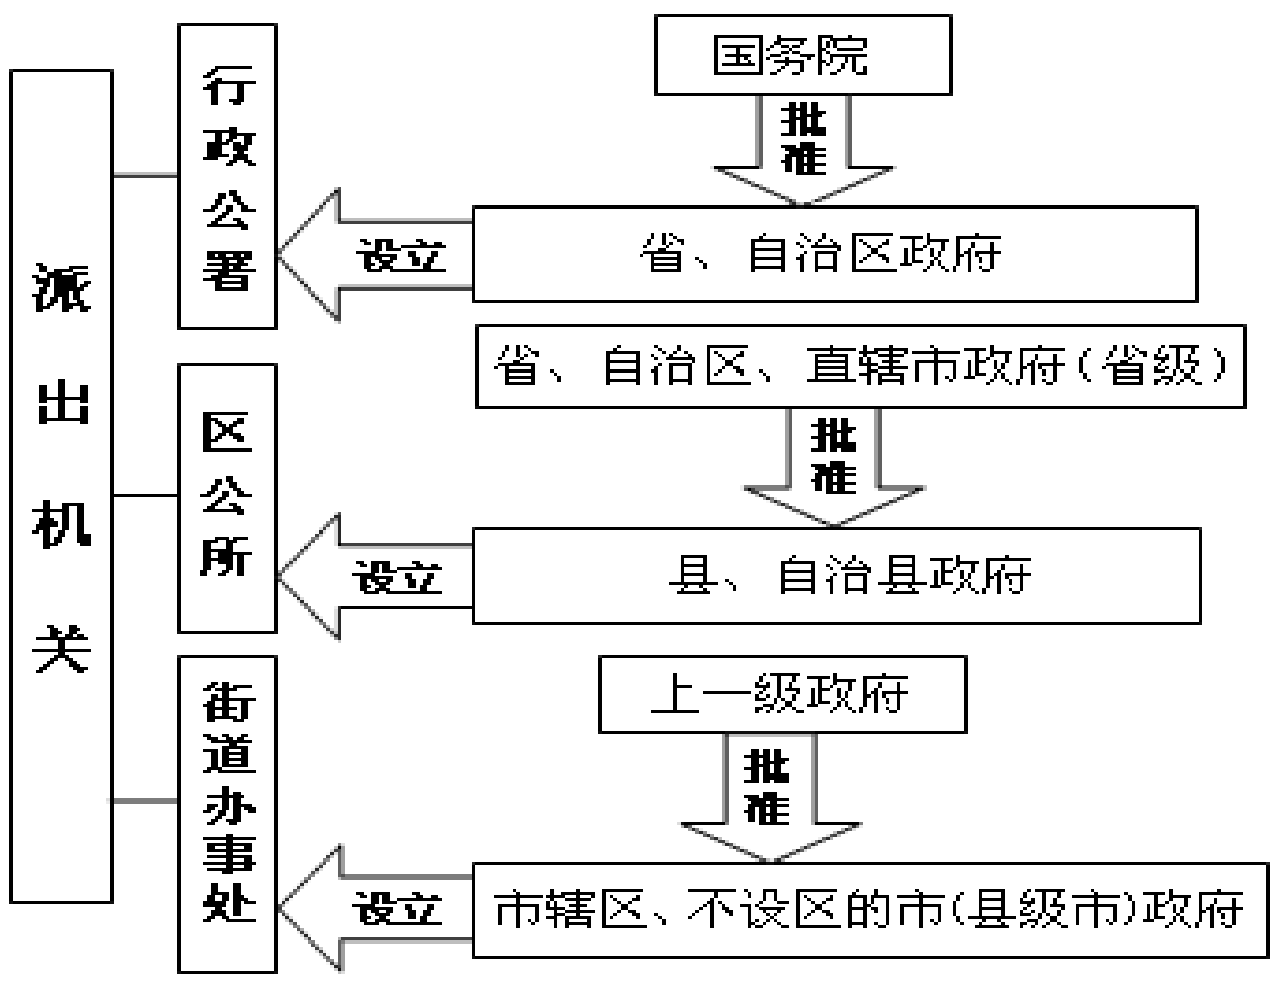 派出机关
行政公署
国务院
批准
设立
省、自治区政府
区公所
省、自治区、直辖市政府(省级)
批准
设立
县、自治县政府
街道办事处
上一级政府
批准
设立
市辖区、不设区的市(县级市)政府